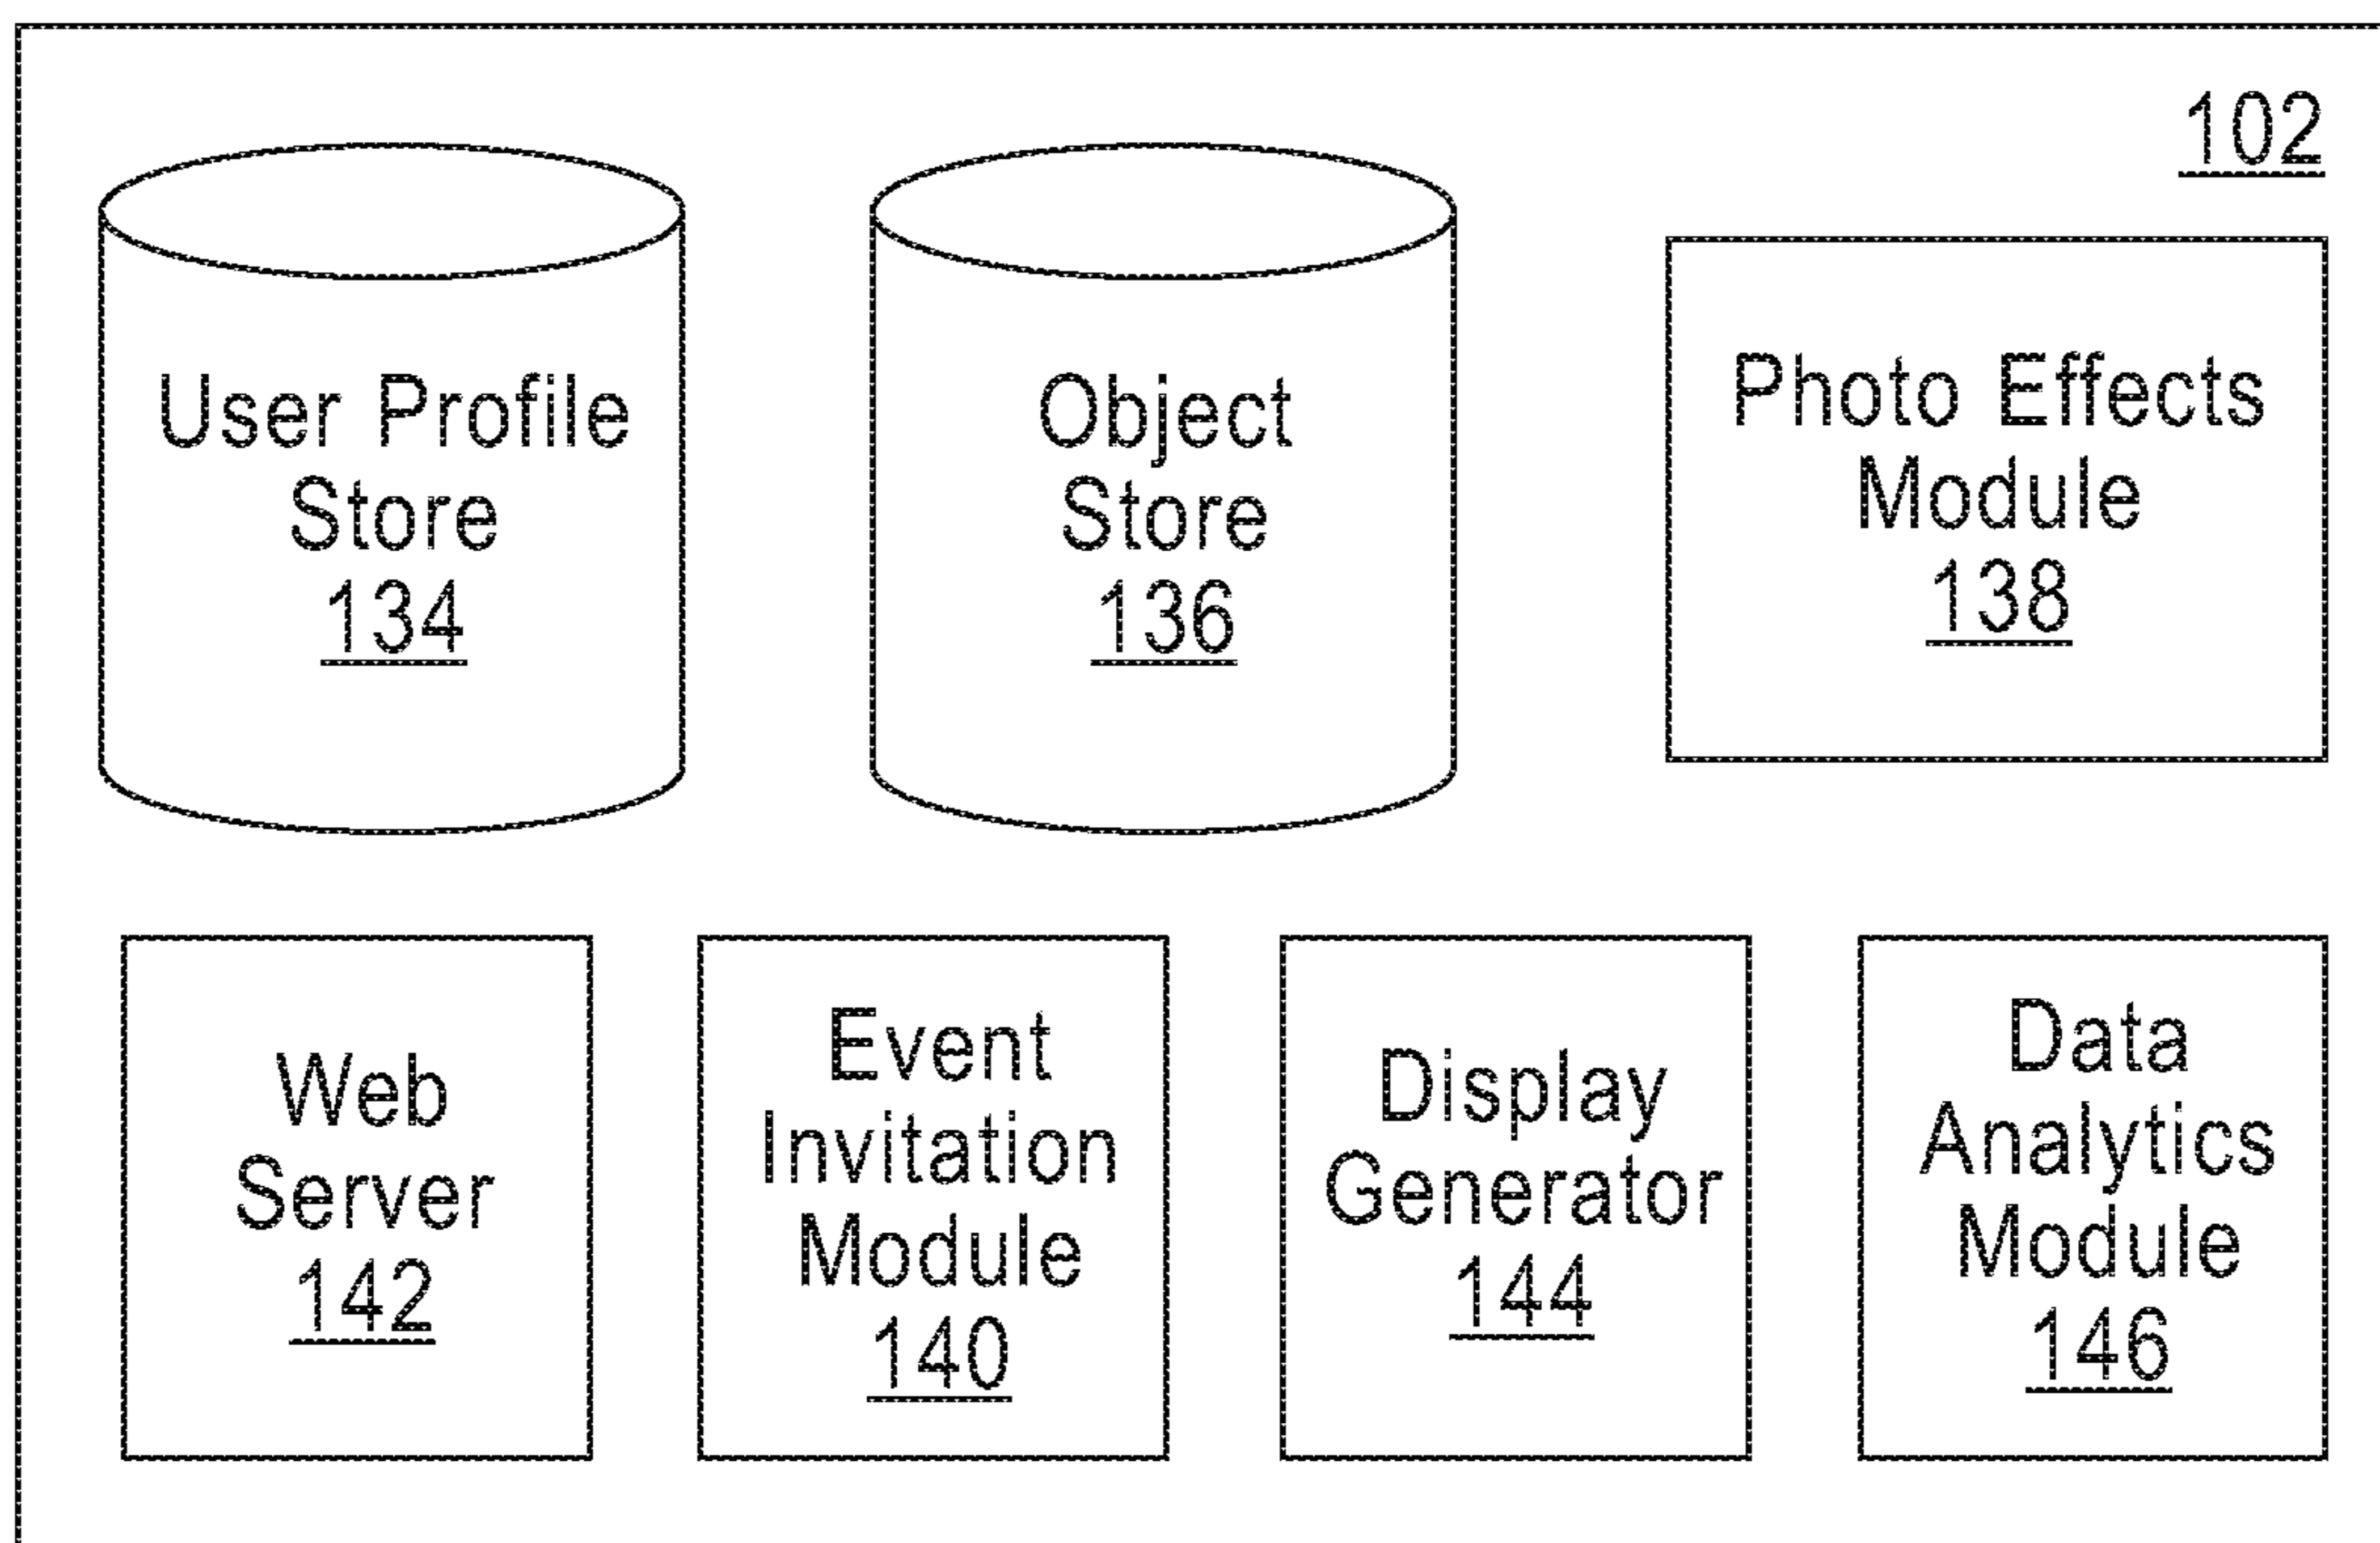 102
User Profile
Store
134
Object
Store
136
Photo Effects
Module
138
Web
Server
142
Event
Invitation
Module
140
Display
Generator
144
Data
Analytics
Module
146